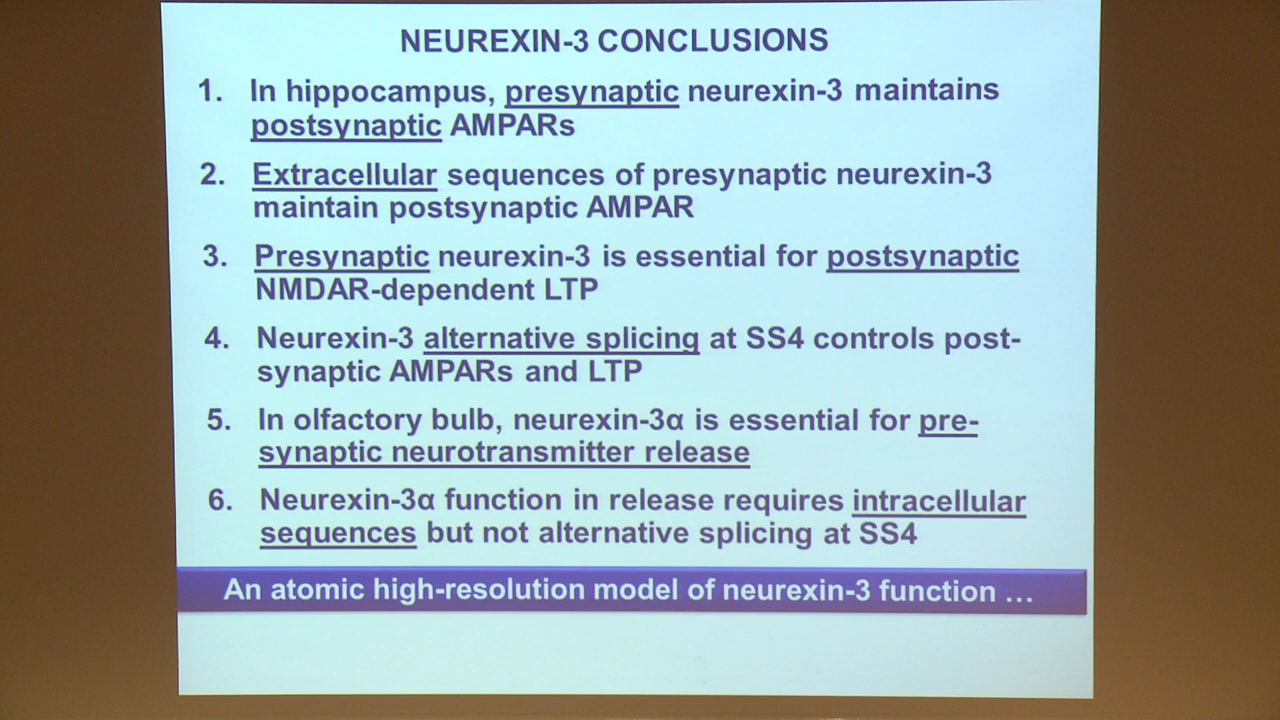 NEUREXIN-3 CONCLUSIONS
1. In hippocampus, presynaptic neurexin-3 maintains
postsynaptic AMPARs
2. Extracellular sequences of presynaptic neurexin-3
maintain postsynaptic AMPAR
3. Presynaptic neurexin-3 is essential for postsynaptic
NMDAR-dependent LTP
4. Neurexin-3 alternative splicing at SS4 controls post-
synaptic AMPARs and LTP
5. In olfactory bulb, neurexin-3α is essential for pre-
synaptic neurotransmitter release
6. Neurexin-3α function in release requires intracellular
sequences but not alternative splicing at SS4
An atomic high-resolution model of neurexin-3 function ...